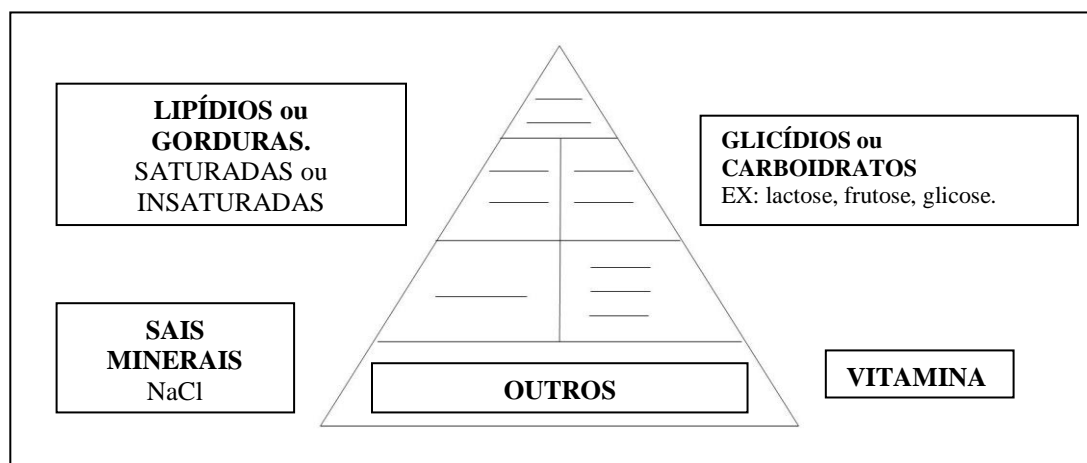 LIPÍDIOS ou
GORDURAS.
SATURADAS ou
INSATURADAS
GLICÍDIOS ou
CARBOIDRATOS
EX: lactose, frutose, glicose.
SAIS
MINERAIS
NaCl
OUTROS
VITAMINA